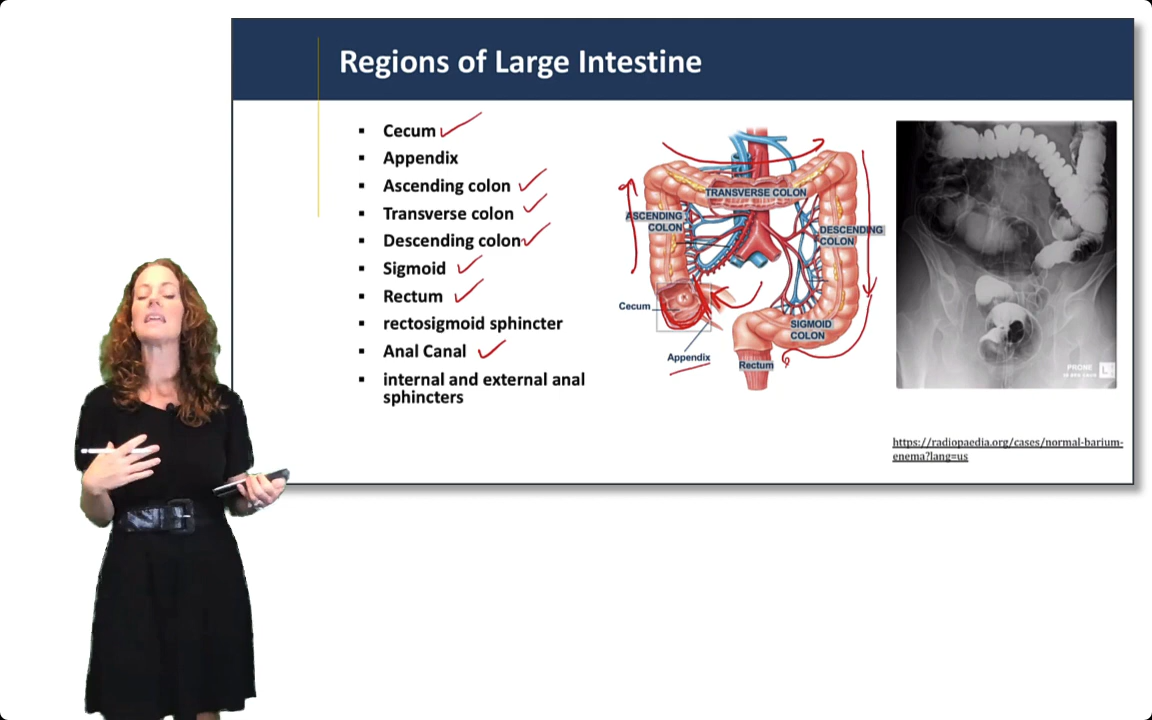 Regions of Large Intestine
▪ Cecum
▪ Appendix
▪ Ascending colon
▪ Transverse colon
▪ Descending colon
▪ Sigmoid
▪ Rectum
▪ rectosigmoid sphincter
▪ Anal Canal
▪ internal and external anal
sphincters
TRANSVERSE COLON
ASCENDING
COLON
DESCENDING
COLON
Cecum
SIGMOID
COLON
Appendix
Rectum
PRONE
L
https://radiopaedia.org/cases/normal-barium-
enema?lang=us